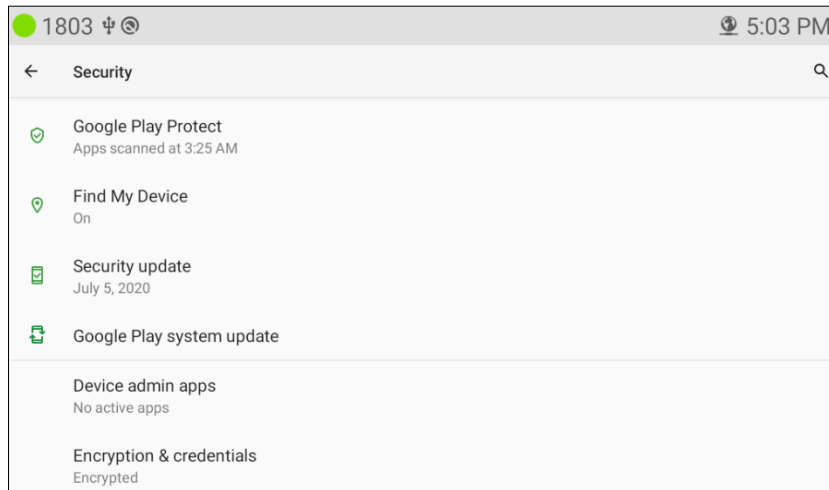 1803 5:03 PM
Security
Google Play Protect
Apps scanned at 3:25 AM
Find My Device
On
Security update
July 5, 2020
Google Play system update
Device admin apps
No active apps
Encryption & credentials
Encrypted